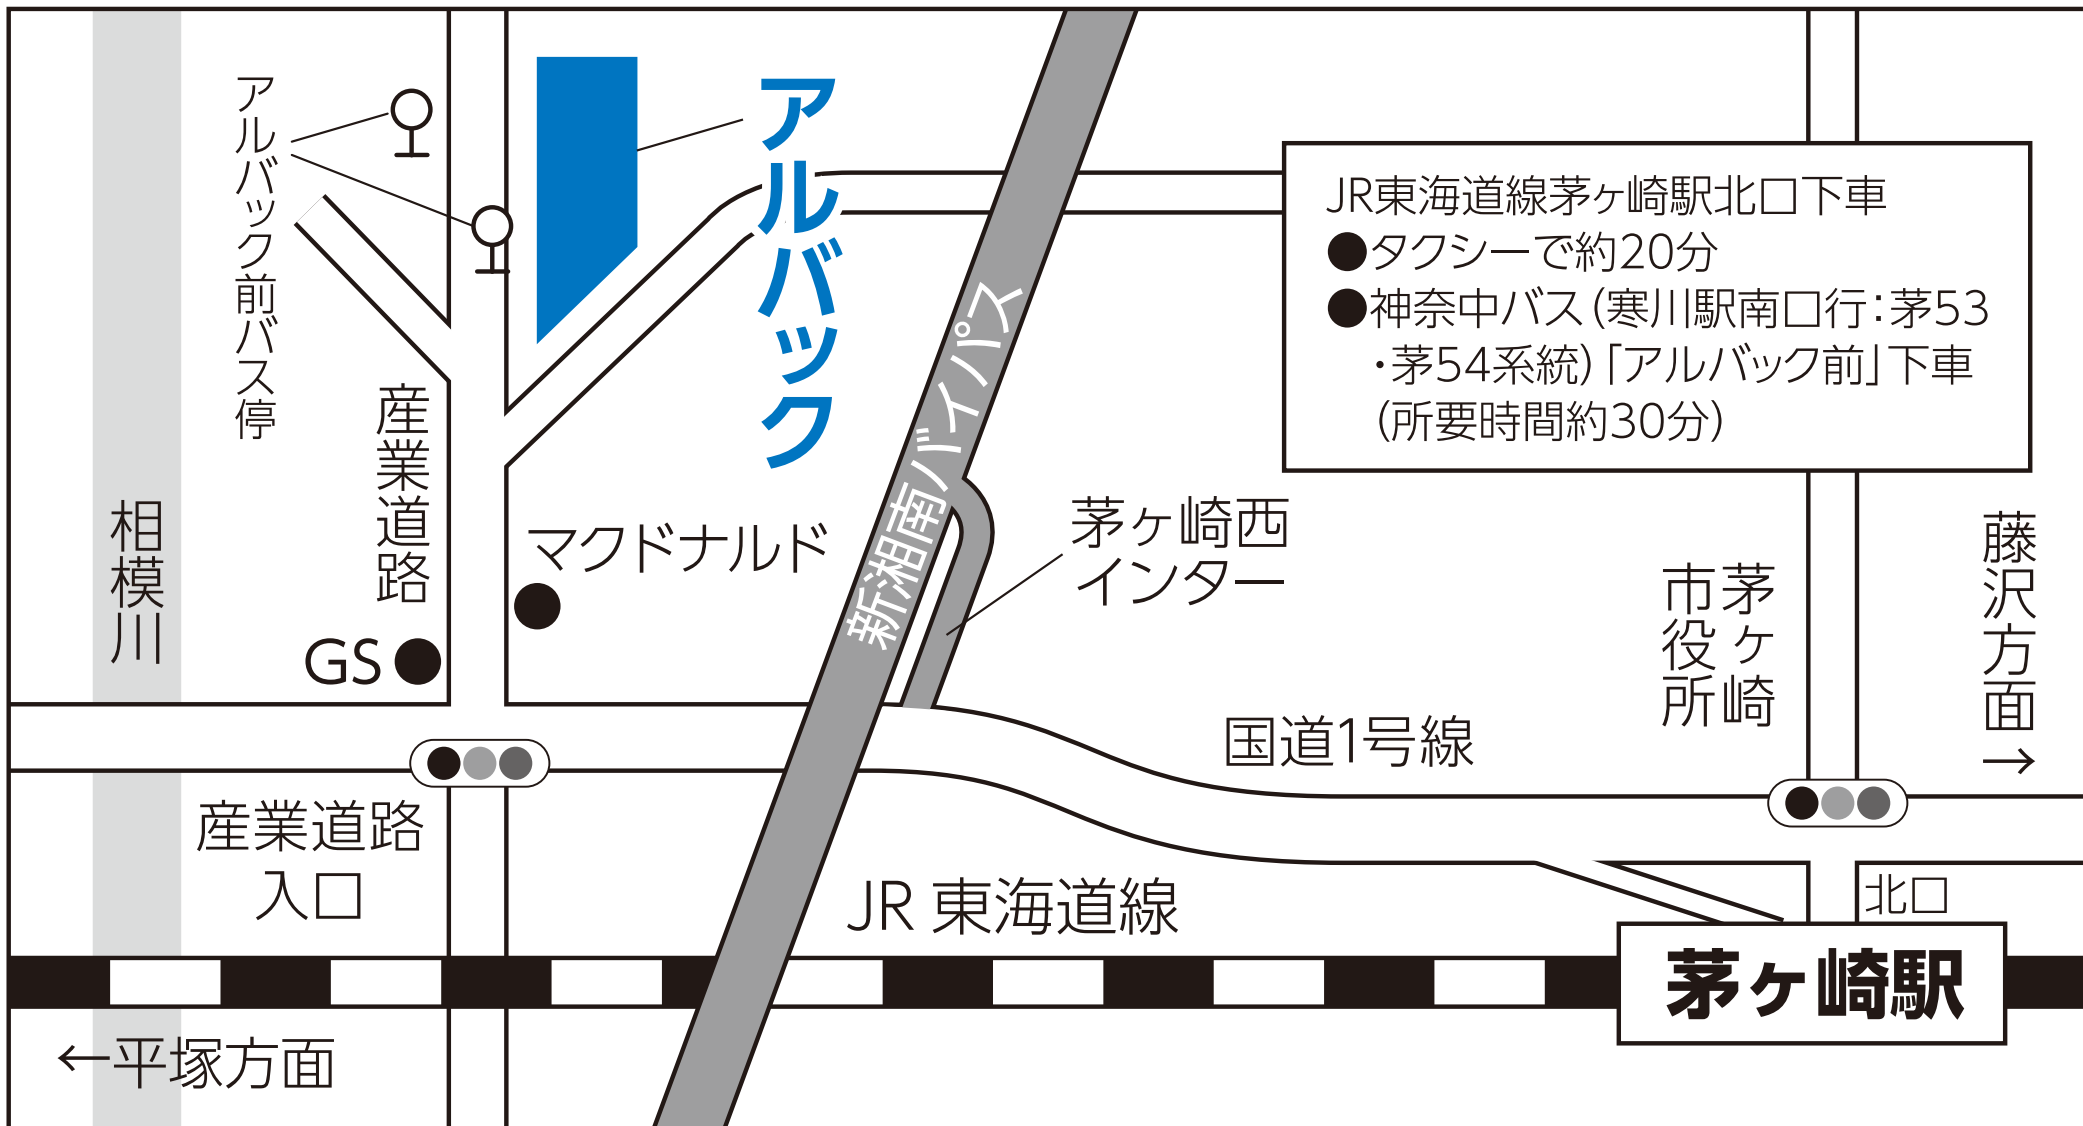 アルバック前バス停
アルバック
JR東海道線茅ヶ崎駅北口下車
●タクシーで約20分
●神奈中バス(寒川駅南口行:茅53
・茅54系統)「アルバック前」下車
(所要時間約30分)
新湘南バイパス
産業道路
相模川
マクドナルド
GS
茅ヶ崎西
インター
茅ヶ崎
市役所
藤沢方面→
国道1号線
産業道路
入口
JR 東海道線
北口
茅ヶ崎駅
←平塚方面